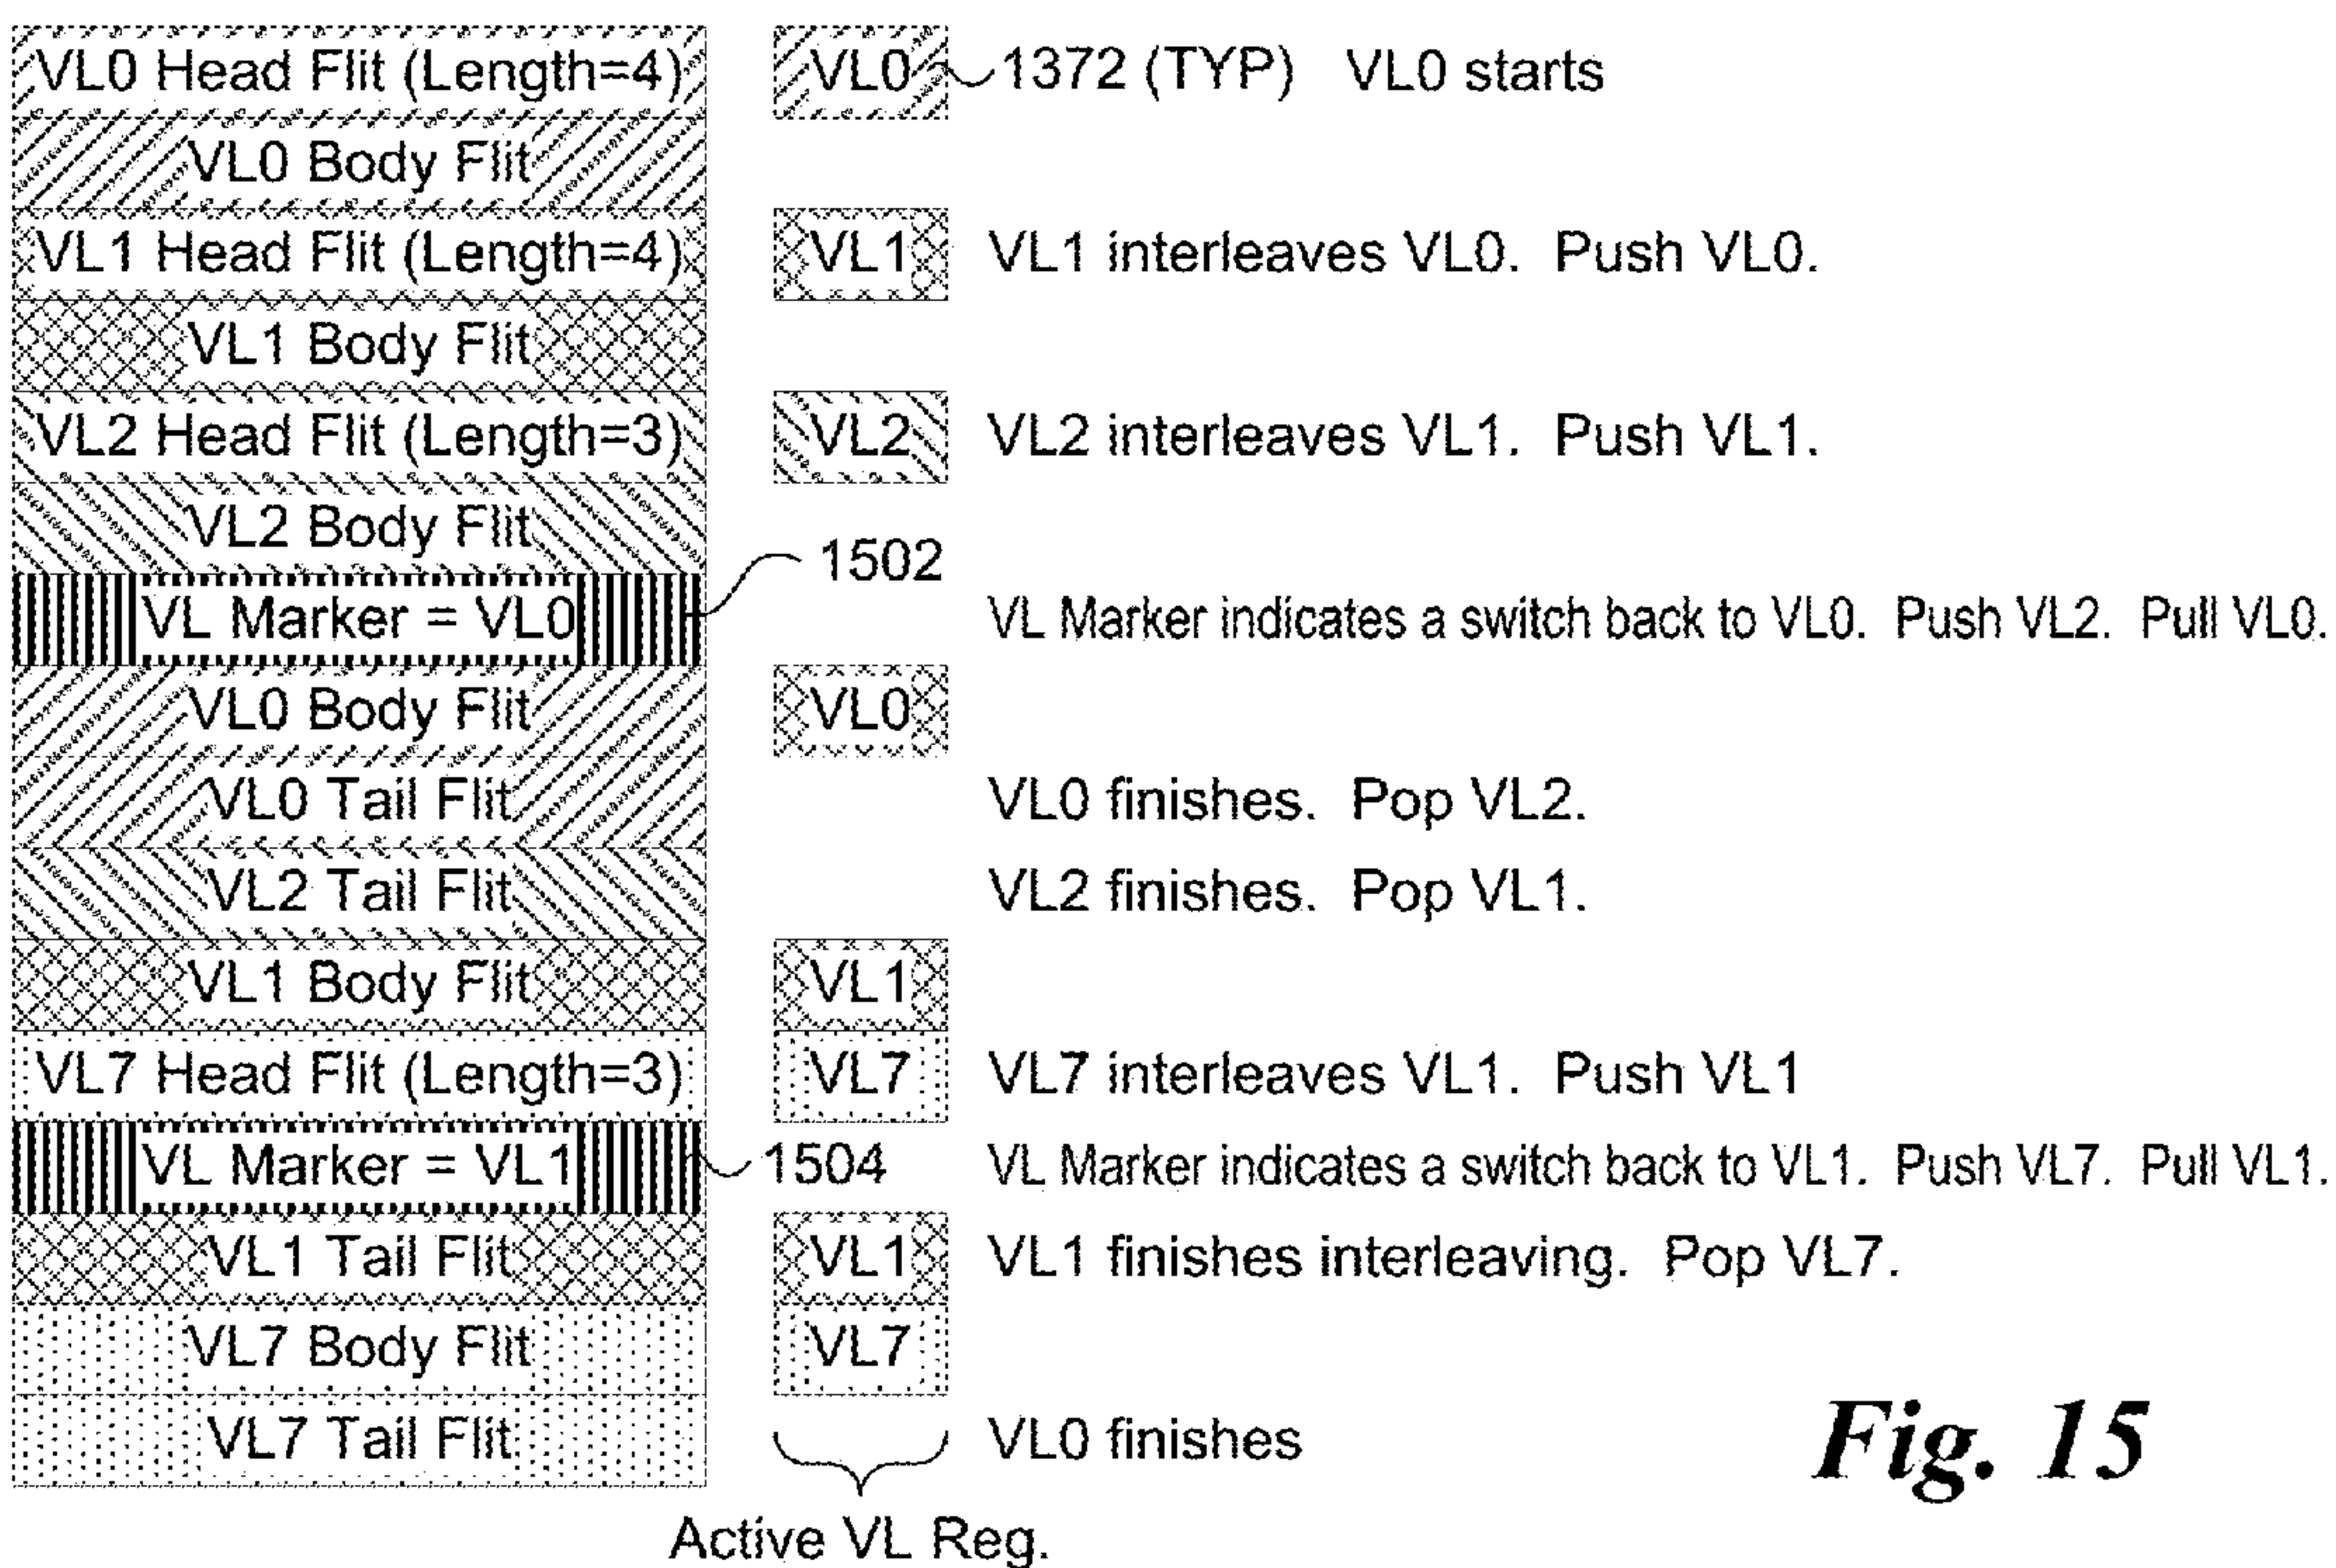 VL0 Head Flit (Length=4) VL0 1372 (TYP) VL0 starts
VL0 Body Flit
VL1 Head Flit (Length=4) VL1 VL1 interleaves VL0. Push VL0.
VL1 Body Flit
VL2 Head Flit (Length=3) VL2 VL2 interleaves VL1. Push VL1.
VL2 Body Flit
1502
VL Marker = VL0 VL Marker indicates a switch back to VL0. Push VL2. Pull VL0.
VL0 Body Flit VL0
VL0 Tail Flit VL0 finishes. Pop VL2.
VL2 Tail Flit VL2 finishes. Pop VL1.
VL1 Body Flit VL1
VL7 Head Flit (Length=3) VL7 VL7 interleaves VL1. Push VL1
VL Marker = VL1 1504 VL Marker indicates a switch back to VL1. Push VL7. Pull VL1.
VL1 Tail Flit VL1 VL1 finishes interleaving. Pop VL7.
VL7 Body Flit VL7
VL7 Tail Flit VL0 finishes
Fig. 15
Active VL Reg.